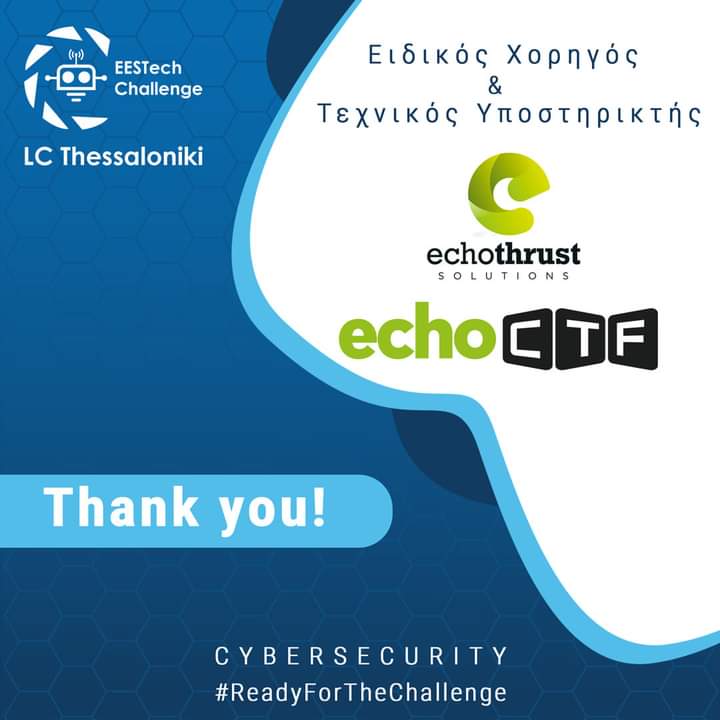 EESTech
Challenge
LC Thessaloniki
Ειδικός Χορηγός
&
Τεχνικός Υποστηρικτής
echothrust
SOLUTIONS
echoCTF
Thank you!
CYBERSECURITY
#ReadyForTheChallenge